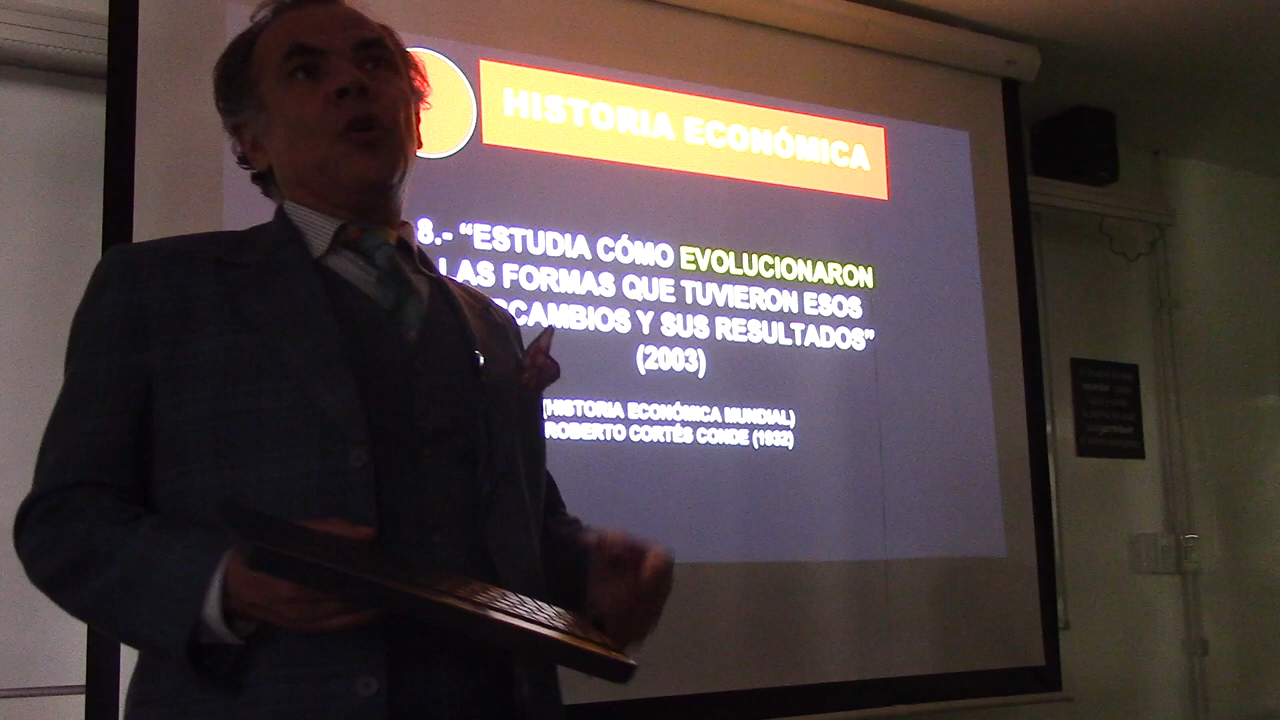 HISTORIA ECONÓMICA
8.- “ESTUDIA CÓMO EVOLUCIONARON
LAS FORMAS QUE TUVIERON ESOS
RCAMBIOS Y SUS RESULTADOS”
(2003)
(HISTORIA ECONÓMICA MUNDIAL)
ROBERTO CORTÉS CONDE (1932)